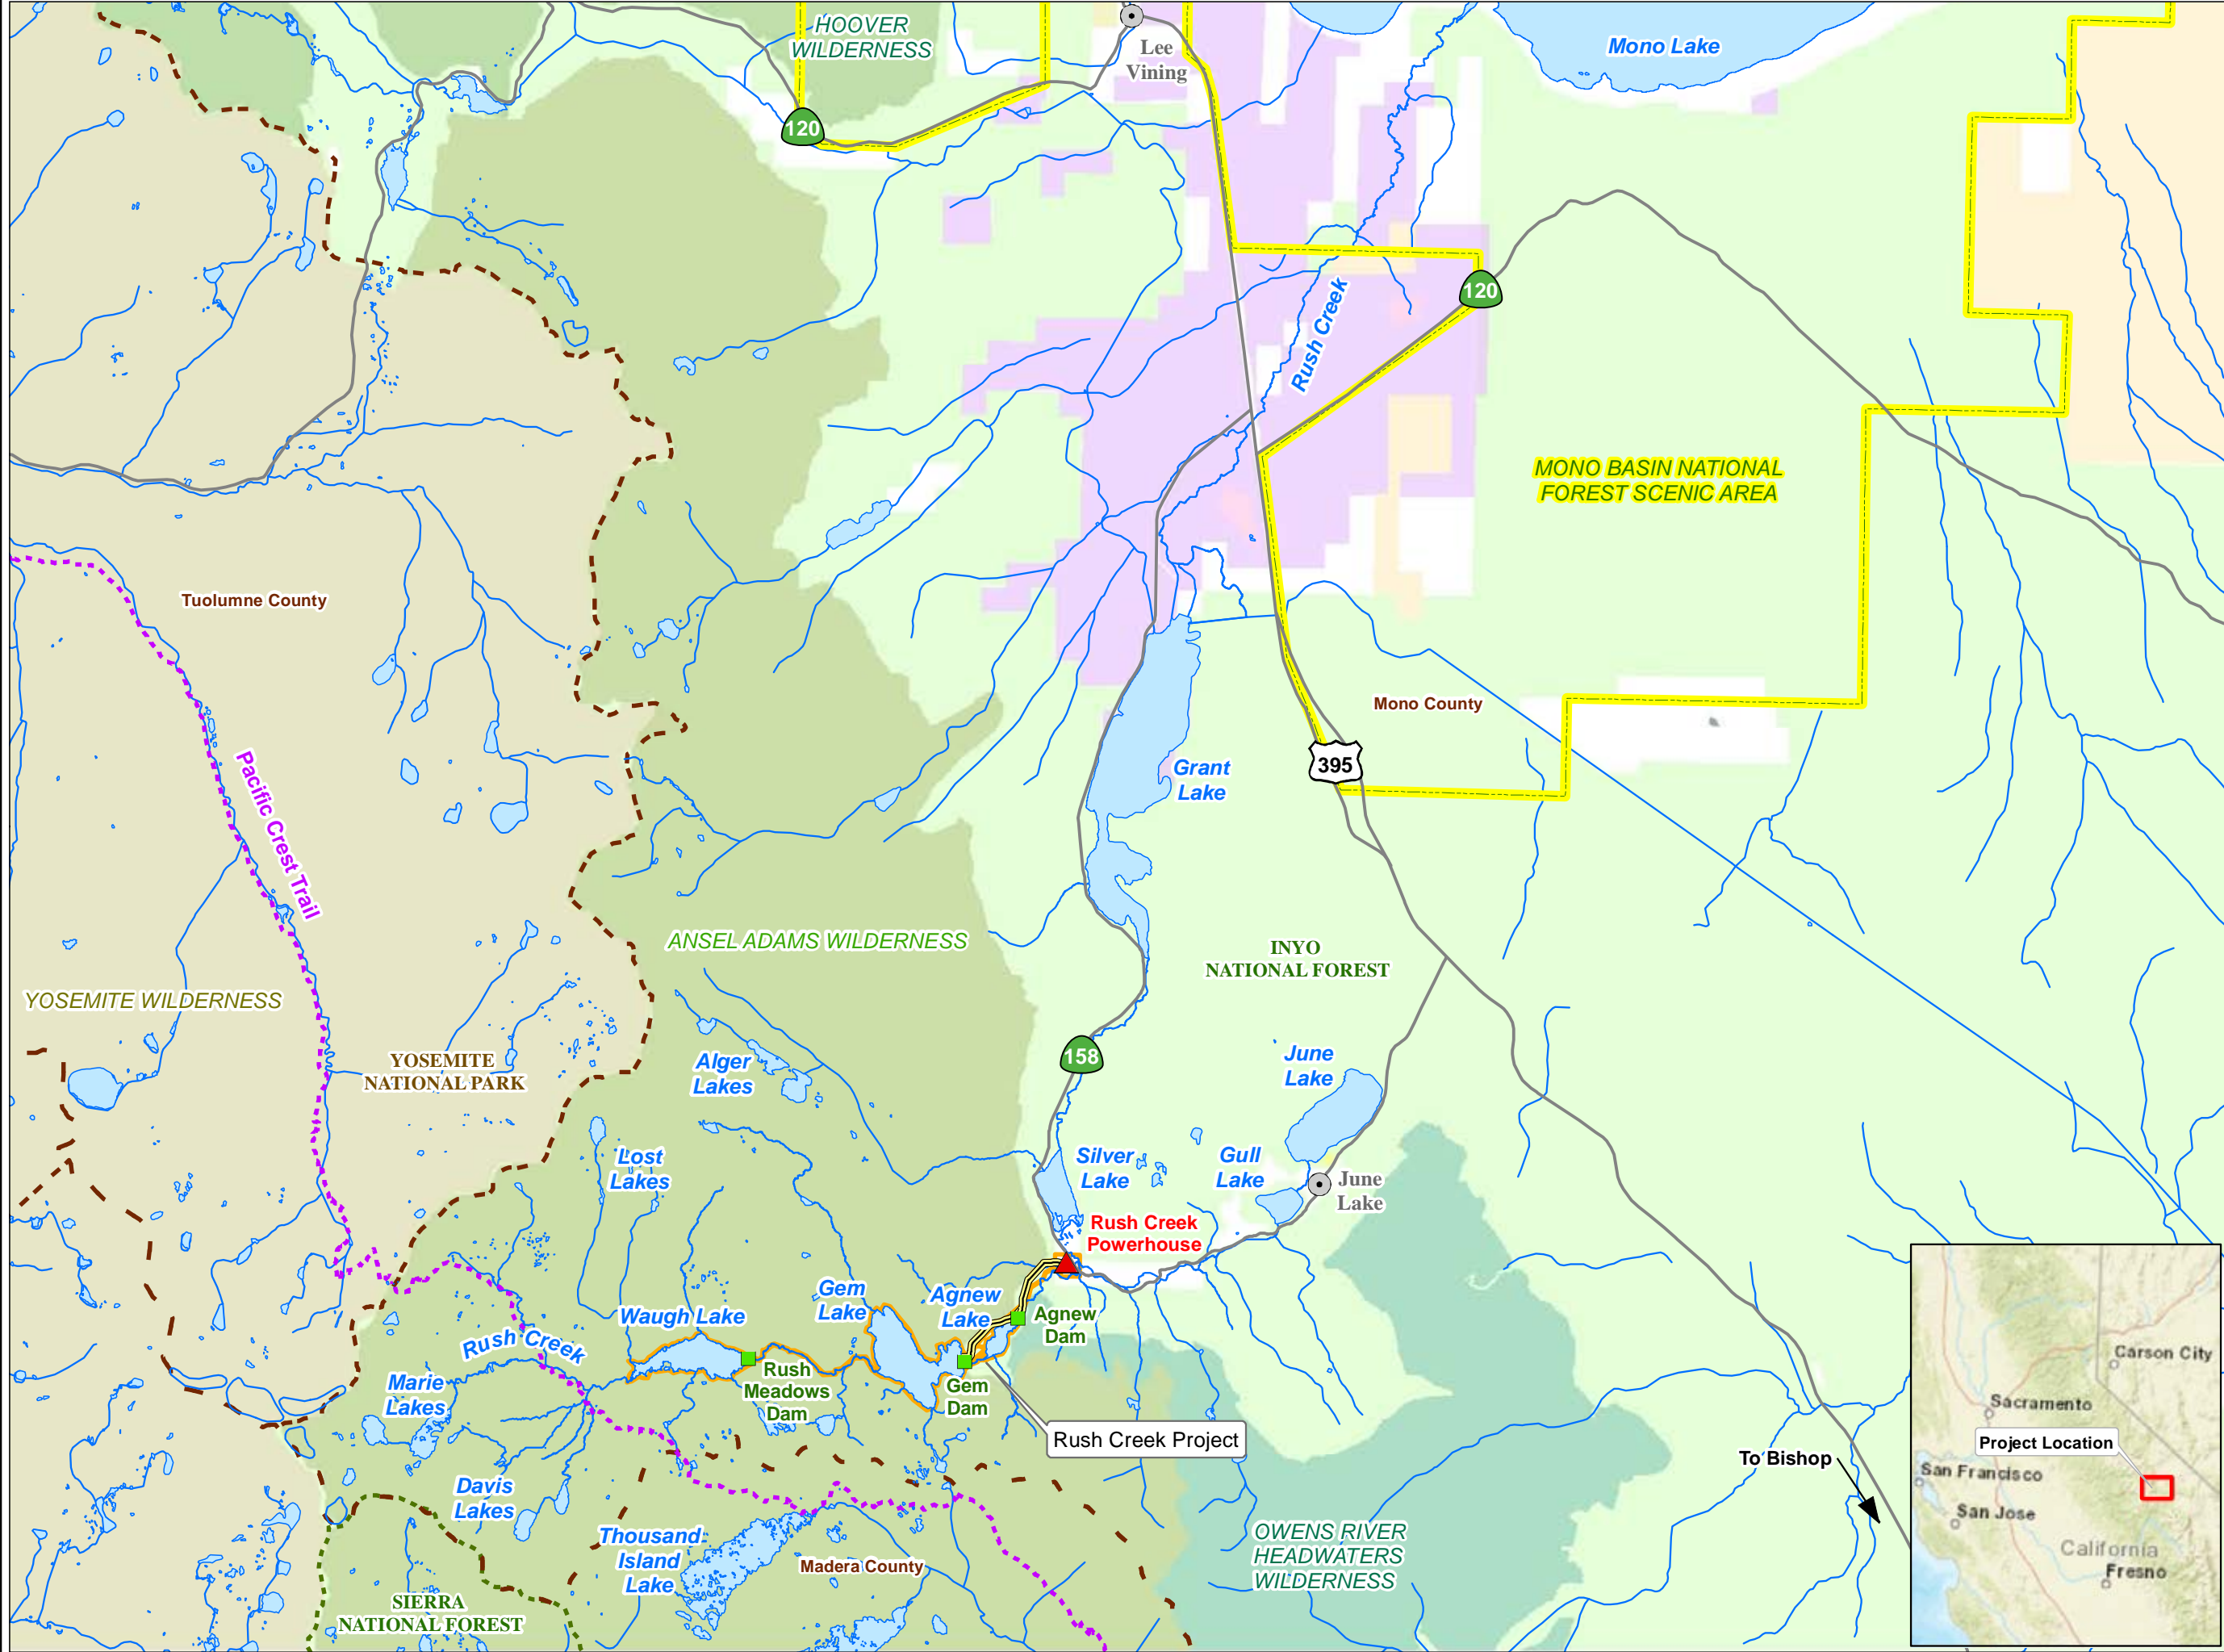 HOOVER
WILDERNESS
Lee
Vining
Mono Lake
120
120
Rush Creek
MONO BASIN NATIONAL
FOREST SCENIC AREA
Tuolumne County
Mono County
Pacific Crest Trail
Grant
Lake
395
ANSEL ADAMS WILDERNESS
INYO
NATIONAL FOREST
YOSEMITE WILDERNESS
YOSEMITE
NATIONAL PARK
Alger
Lakes
158
June
Lake
Lost
Lakes
Silver
Lake
Gull
Lake
June
Lake
Rush Creek
Powerhouse
Gem
Lake
Agnew
Lake
Waugh Lake
Agnew
Dam
Rush Creek
Rush
Meadows
Dam
Gem
Dam
Marie
Lakes
Rush Creek Project
Davis
Lakes
Thousand
Island
Lake
Madera County
OWENS RIVER
HEADWATERS
WILDERNESS
SIERRA
NATIONAL FOREST
To Bishop
Carson City
Sacramento
Project Location
San Francisco
San Jose
California
Fresno